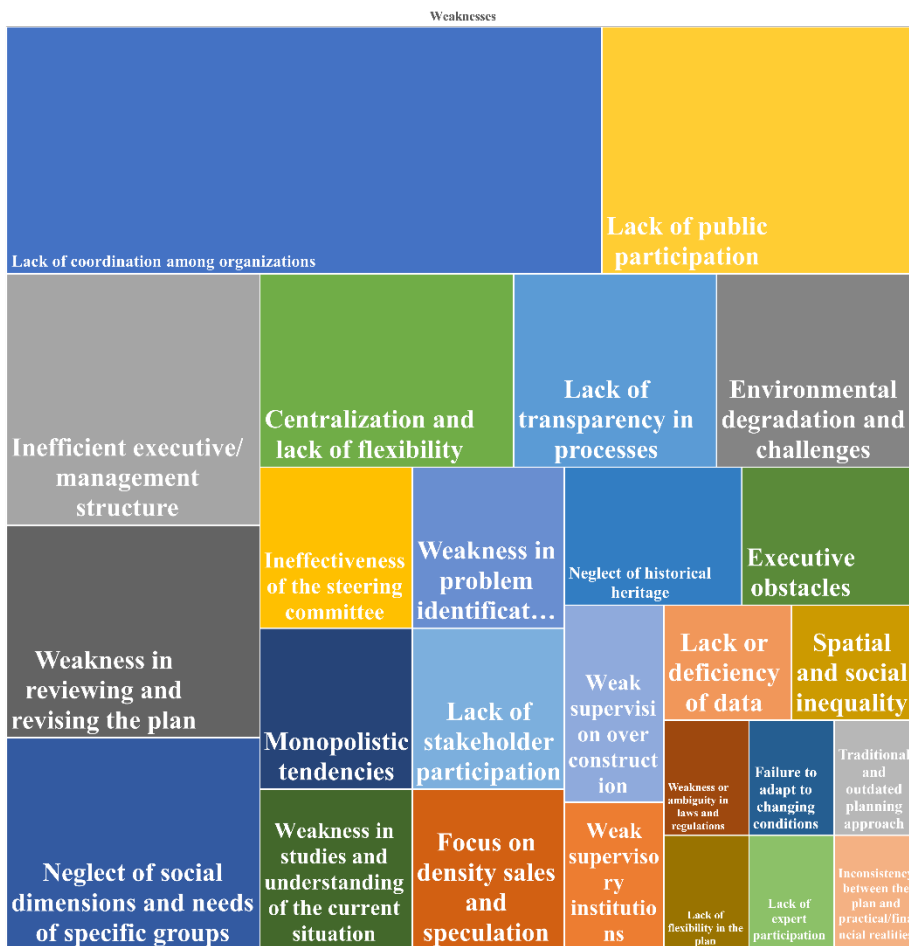 Weaknesses
Lack of coordination among organizations
Lack of public
participation
Inefficient executive/
management
structure
Centralization and
lack of flexibility
Lack of
transparency in
processes
Environmental
degradation and
challenges
Weakness in
reviewing and
revising the plan
Ineffectiveness
of the steering
committee
Weakness in
problem
identificat…
Neglect of historical
heritage
Executive
obstacles
Monopolistic
tendencies
Lack of
stakeholder
participation
Weak
supervisi
on over
construct
ion
Lack or
deficiency
of data
Spatial
and social
inequality
Neglect of social
dimensions and needs
of specific groups
Weakness in
studies and
understanding
of the current
situation
Focus on
density sales
and
speculation
Weak
superviso
ry
institutio
ns
Weakness or
ambiguity in
laws and
regulations
Failure to
adapt to
changing
conditions
Traditional
and
outdated
planning
approach
Lack of
flexibility in the
plan
Lack of
expert
participation
Inconsistency
between the
plan and
practical/fina
ncial realities